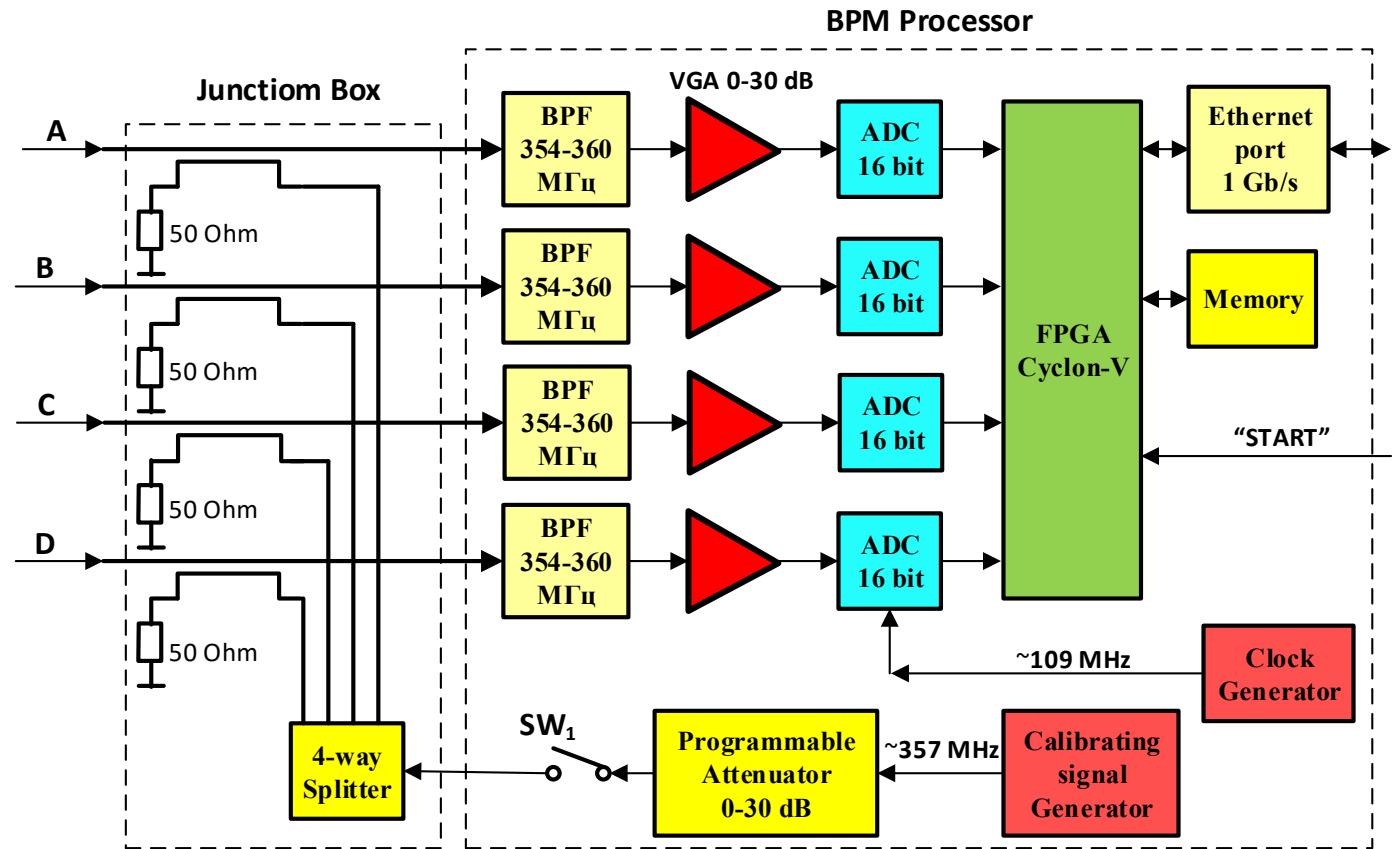 BPM Processor
Junctiom Box
VGA 0-30 dB
A
BPF
354-360
МГц
ADC
16 bit
Ethernet
port
1 Gb/s
50 Ohm
B
BPF
354-360
МГц
ADC
16 bit
Memory
FPGA
Cyclon-V
50 Ohm
C
BPF
354-360
МГц
ADC
16 bit
“START”
50 Ohm
D
BPF
354-360
МГц
ADC
16 bit
50 Ohm
~109 MHz
Clock
Generator
SW₁
4-way
Splitter
Programmable
Attenuator
0-30 dB
~357 MHz
Calibrating
signal
Generator